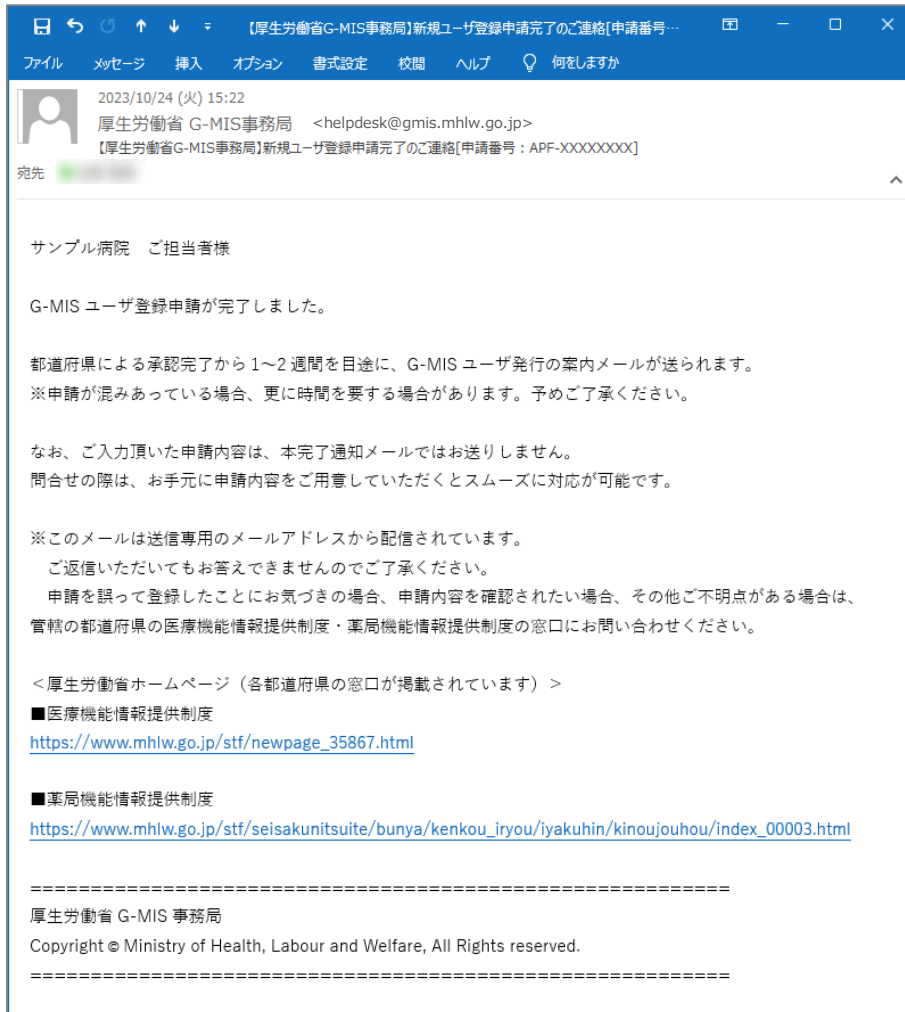 【厚生労働省G-MIS事務局】新規ユーザ登録申請完了のご連絡[申請番号…
ファイル メッセージ 挿入 オプション 書式設定 校閲 ヘルプ 何をしますか
2023/10/24 (火) 15:22
厚生労働省 G-MIS事務局 <helpdesk@gmis.mhlw.go.jp>
【厚生労働省G-MIS事務局】新規ユーザ登録申請完了のご連絡[申請番号：APF-XXXXXXXX]
宛先
サンプル病院　ご担当者様
G-MIS ユーザ登録申請が完了しました。
都道府県による承認完了から 1～2 週間を目途に、G-MIS ユーザ発行の案内メールが送られます。
※申請が混みあっている場合、更に時間を要する場合があります。予めご了承ください。
なお、ご入力頂いた申請内容は、本完了通知メールではお送りしません。
問合せの際は、お手元に申請内容をご用意していただくとスムーズに対応が可能です。
※このメールは送信専用のメールアドレスから配信されています。
ご返信いただいてもお答えできませんのでご了承ください。
申請を誤って登録したことにお気づきの場合、申請内容を確認されたい場合、その他ご不明点がある場合は、
管轄の都道府県の医療機能情報提供制度・薬局機能情報提供制度の窓口にお問い合わせください。
＜厚生労働省ホームページ（各都道府県の窓口が掲載されています）＞
■医療機能情報提供制度
https://www.mhlw.go.jp/stf/newpage_35867.html
■薬局機能情報提供制度
https://www.mhlw.go.jp/stf/seisakunitsuite/bunya/kenkou_iryou/iyakuhin/kinoujouhou/index_00003.html
==========================================================
厚生労働省 G-MIS 事務局
Copyright © Ministry of Health, Labour and Welfare, All Rights reserved.
==========================================================